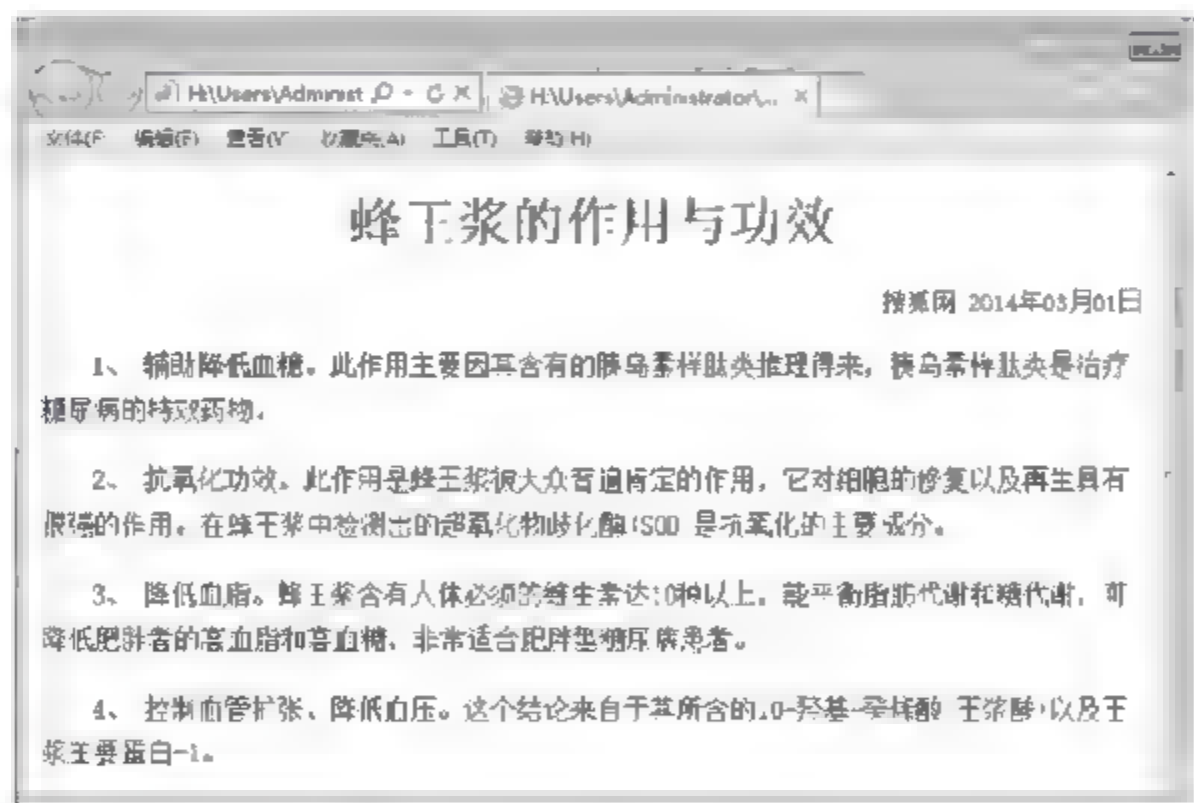 H:\Users\Administ
H:\Users\Administrator\...
文件(F 编辑(E) 查看(V 收藏夹(A) 工具(T) 帮助(H)
蜂王浆的作用与功效
搜狐网 2014年03月01日
1、 辅助降低血糖。此作用主要因其含有的胰岛素样肽类推理得来，胰岛素样肽类是治疗
糖尿病的特效药物。
2、 抗氧化功效。此作用是蜂王浆被大众普遍肯定的作用，它对细胞的修复以及再生具有
很强的作用。在蜂王浆中检测出的超氧化物歧化酶(SOD 是抗氧化的主要成分。
3、 降低血脂。蜂王浆含有人体必须的维生素达10种以上，能平衡脂肪代谢和糖代谢，可
降低肥胖者的高血脂和高血糖，非常适合肥胖型糖尿病患者。
4、 控制血管扩张、降低血压。这个结论来自于其所含的10-羟基-癸烯酸 王浆酸)以及王
浆主要蛋白-1。